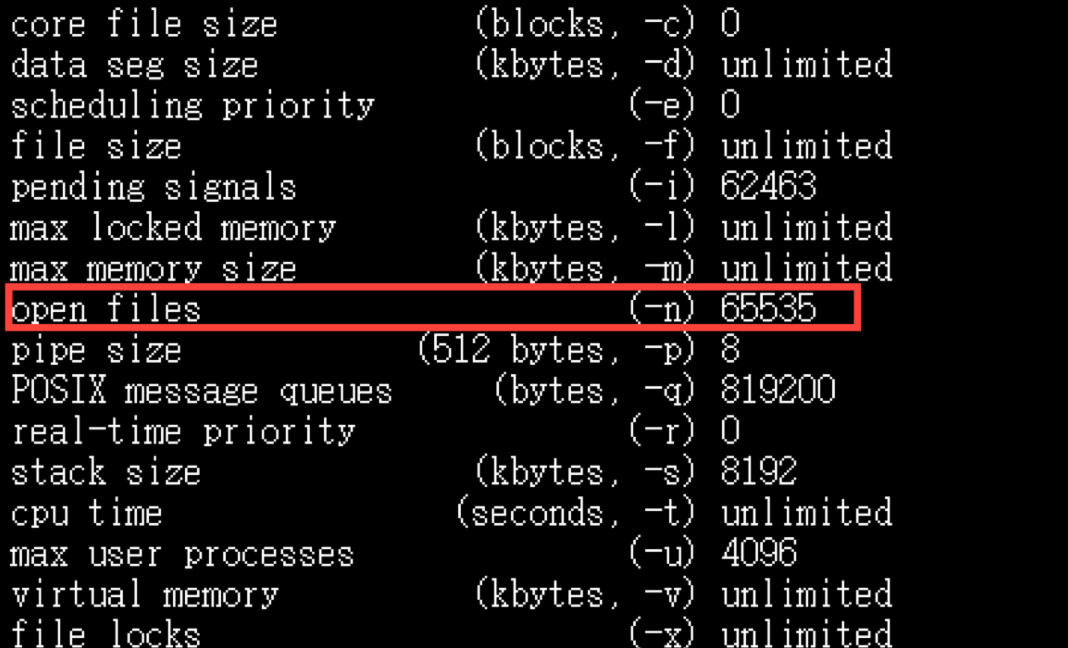 core file size (blocks, -c) 0
data seg size (kbytes, -d) unlimited
scheduling priority (-e) 0
file size (blocks, -f) unlimited
pending signals (-i) 62463
max locked memory (kbytes, -l) unlimited
max memory size (kbytes, -m) unlimited
open files (-n) 65535
pipe size (512 bytes, -p) 8
POSIX message queues (bytes, -q) 819200
real-time priority (-r) 0
stack size (kbytes, -s) 8192
cpu time (seconds, -t) unlimited
max user processes (-u) 4096
virtual memory (kbytes, -v) unlimited
file locks (-x) unlimited